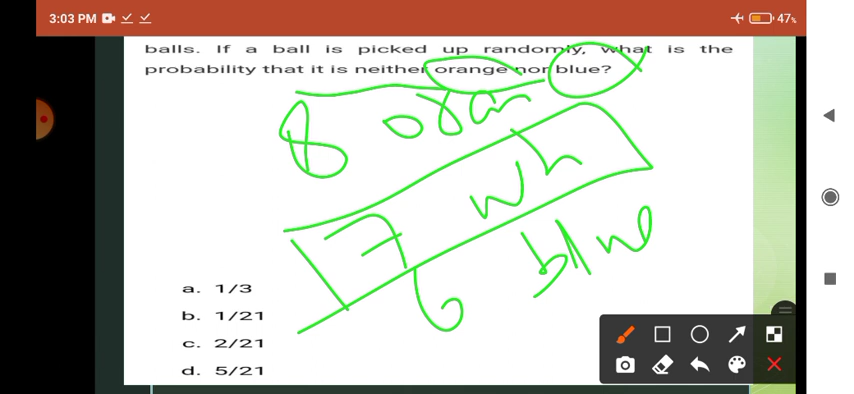 3:03 PM 47%
balls. If a ball is picked up randomly, what is the
probability that it is neither orange nor blue?
8 oran
7 wh
6 blue
a. 1/3
b. 1/21
c. 2/21
d. 5/21